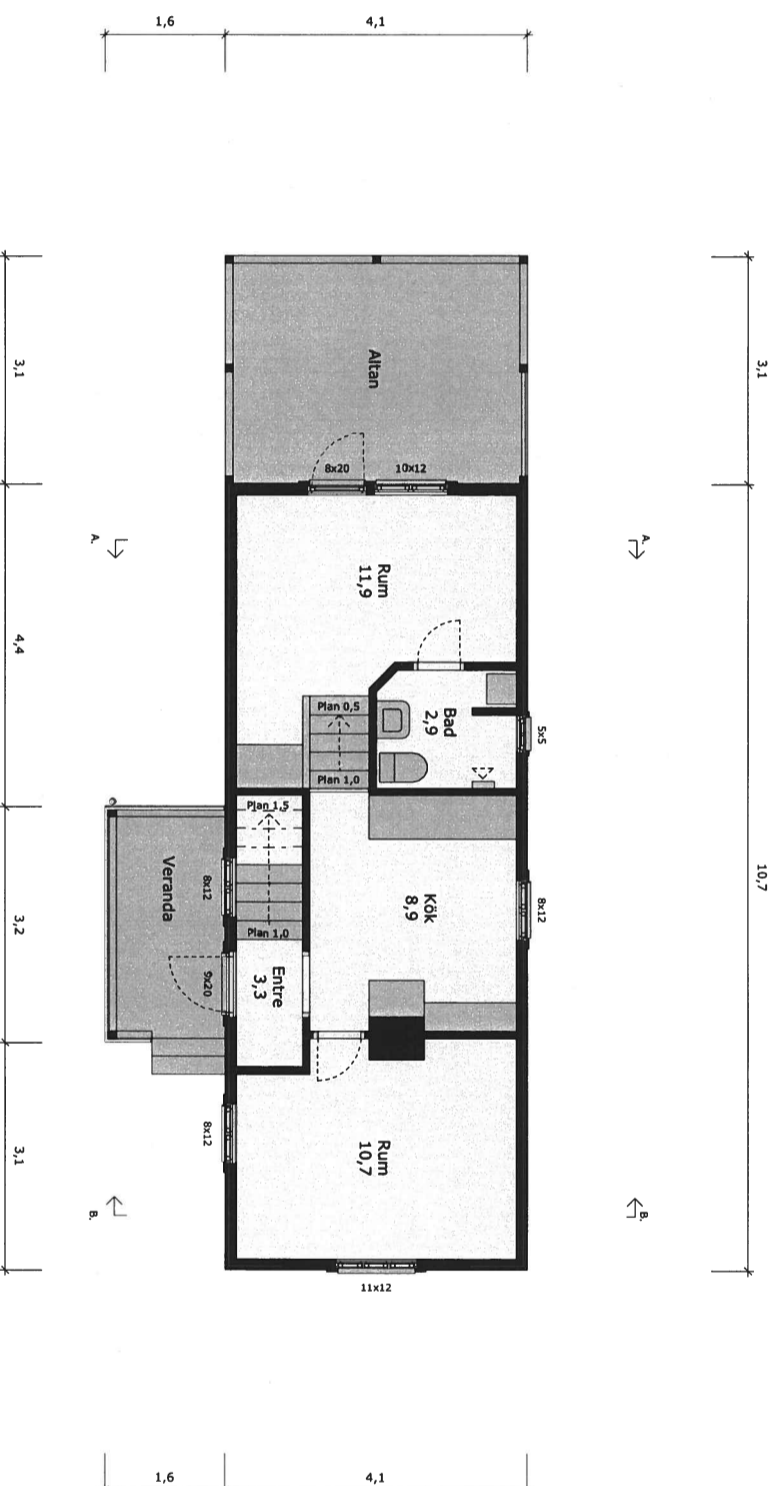 1,6
4,1
3,1
3,1
Altan
8x20
10x12
A.
A.
Rum
11,9
4,4
Plan 0,5
Bad
2,9
5x5
Plan 1,0
Plan 1,5
10,7
Veranda
8x12
Kök
8,9
8x12
3,2
Plan 1,0
9x20
Entre
3,3
8x12
3,1
Rum
10,7
B.
B.
11x12
1,6
4,1